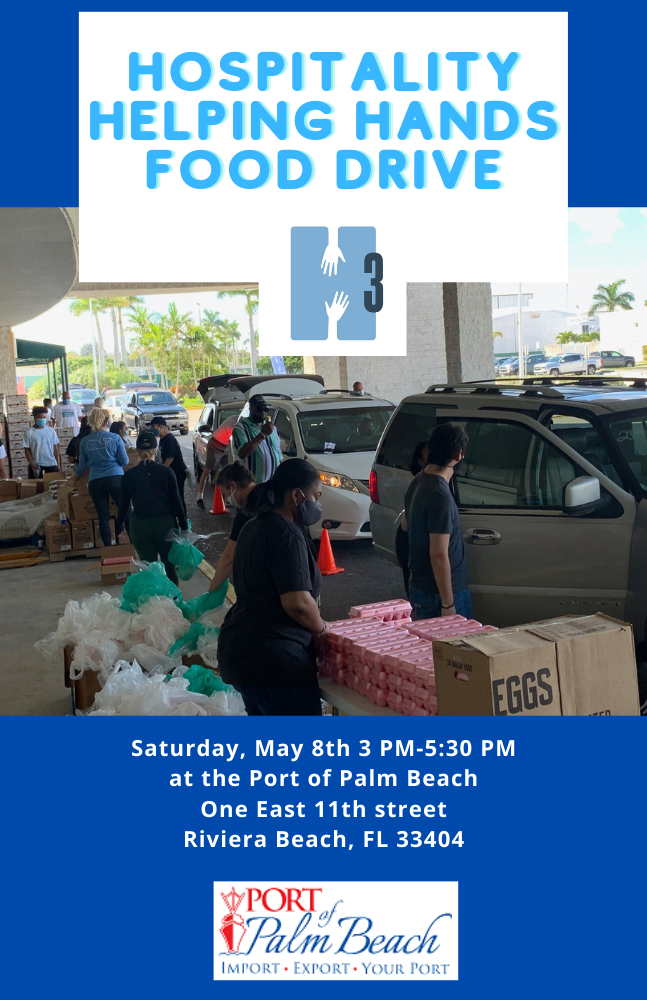 HOSPITALITY
HELPING HANDS
FOOD DRIVE
H3
EGGS
Saturday, May 8th 3 PM-5:30 PM
at the Port of Palm Beach
One East 11th street
Riviera Beach, FL 33404
PORT
of
Palm Beach
IMPORT • EXPORT • YOUR PORT